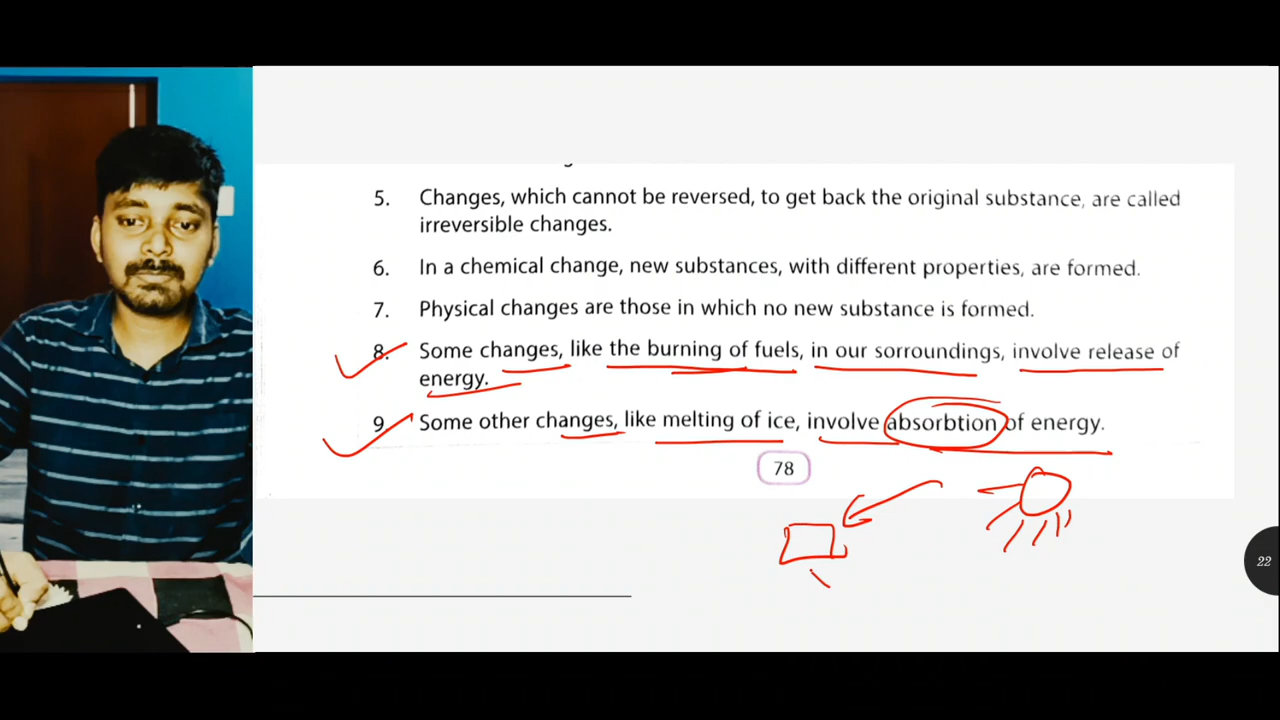 5. Changes, which cannot be reversed, to get back the original substance, are called
irreversible changes.
6. In a chemical change, new substances, with different properties, are formed.
7. Physical changes are those in which no new substance is formed.
8. Some changes, like the burning of fuels, in our sorroundings, involve release of
energy.
9. Some other changes, like melting of ice, involve absorbtion of energy.
78
22